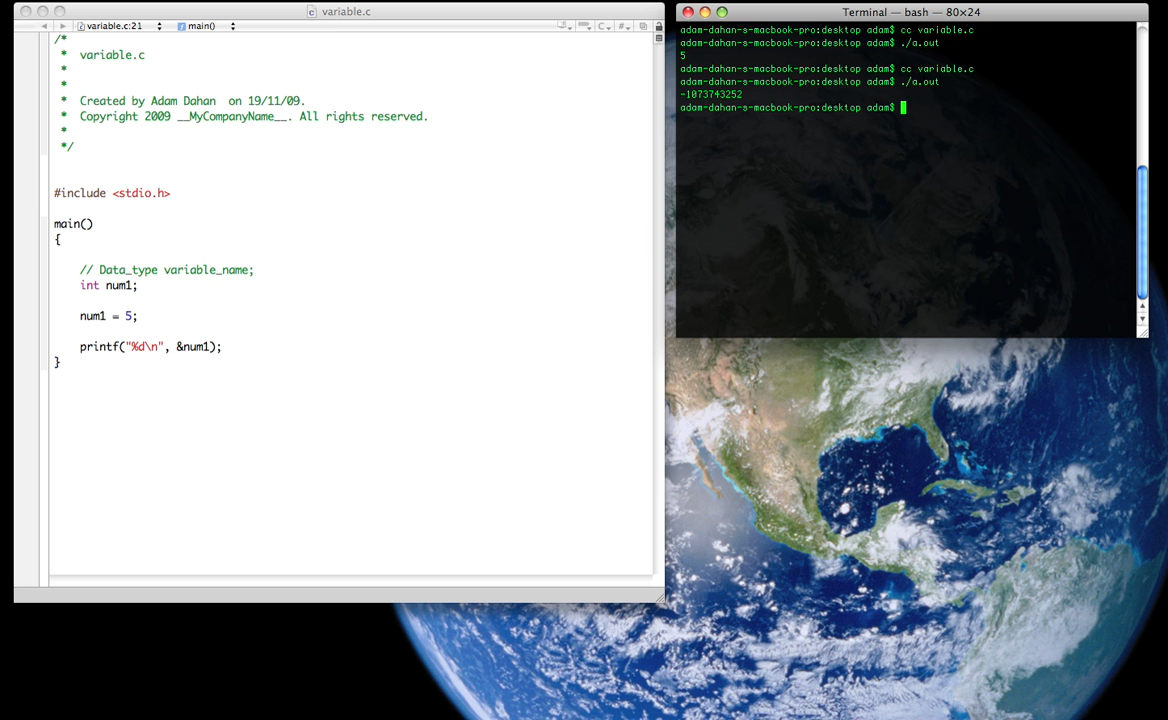 variable.c
variable.c:21
main()
C
#
/*
* variable.c
*
*
* Created by Adam Dahan on 19/11/09.
* Copyright 2009 __MyCompanyName__. All rights reserved.
*
*/
#include <stdio.h>
main()
{
// Data_type variable_name;
int num1;
num1 = 5;
printf("%d\n", &num1);
}
Terminal — bash — 80×24
adam-dahan-s-macbook-pro:desktop adam$ cc variable.c
adam-dahan-s-macbook-pro:desktop adam$ ./a.out
5
adam-dahan-s-macbook-pro:desktop adam$ cc variable.c
adam-dahan-s-macbook-pro:desktop adam$ ./a.out
-1073743252
adam-dahan-s-macbook-pro:desktop adam$